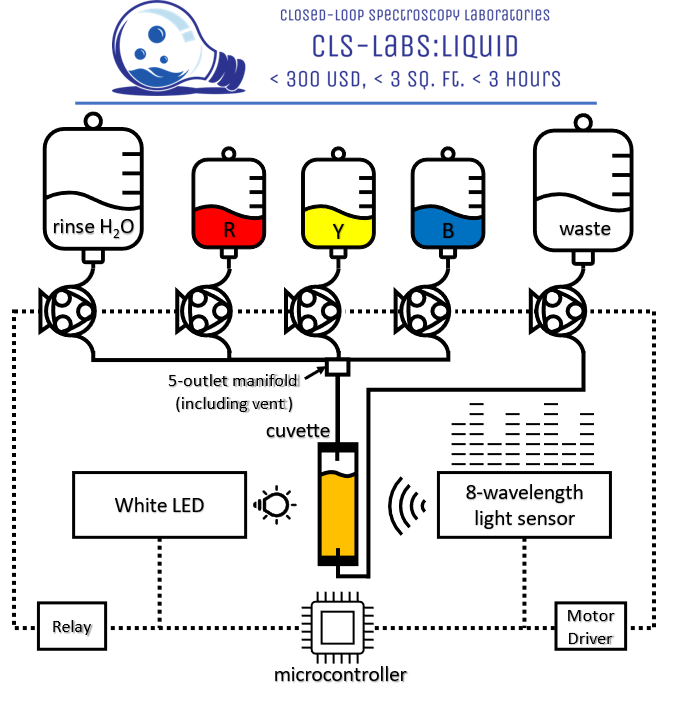 CLOSED-LOOP SPECTROSCOPY LABORATORIES
CLS-LABS:LIQUID
< 300 USD, < 3 SQ. FT. < 3 HOURS
rinse H₂O
R
Y
B
waste
5-outlet manifold
(including vent)
cuvette
White LED
8-wavelength
light sensor
Relay
Motor
Driver
microcontroller